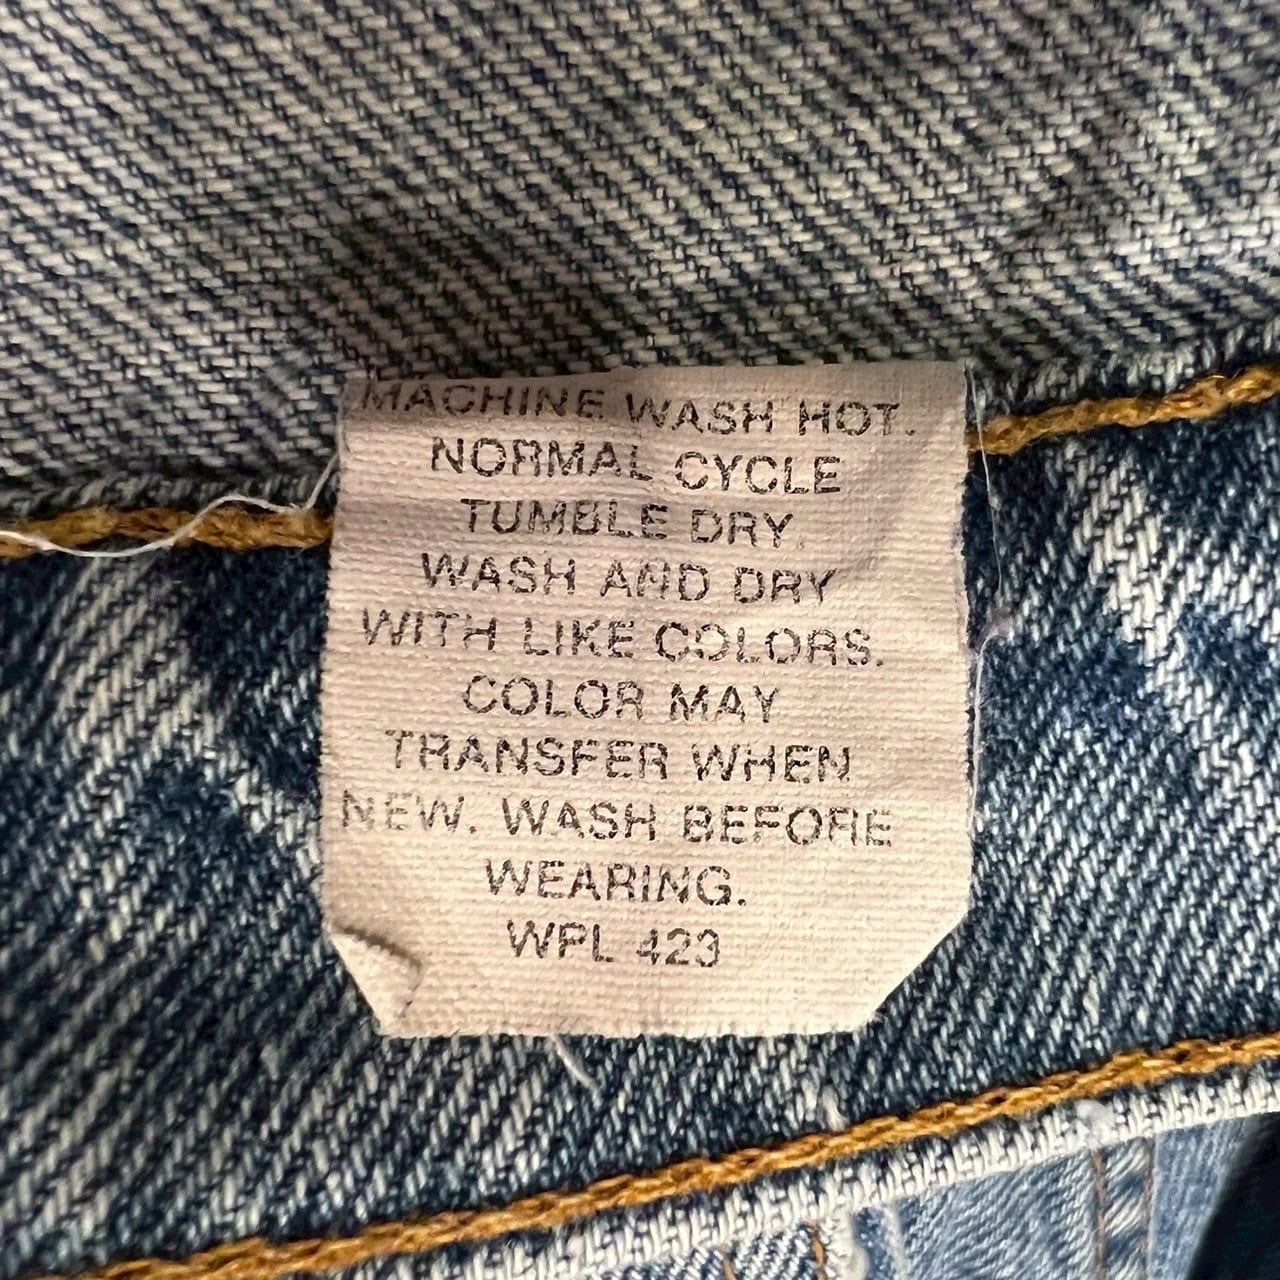 MACHINE WASH HOT.
NORMAL CYCLE
TUMBLE DRY.
WASH AND DRY
WITH LIKE COLORS.
COLOR MAY
TRANSFER WHEN
NEW. WASH BEFORE
WEARING.
WPL 423